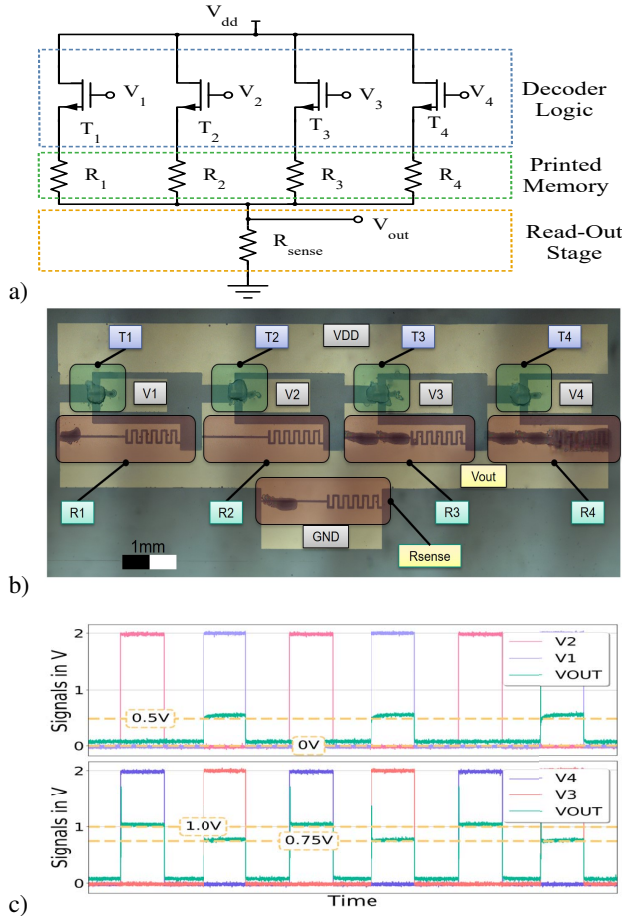 V_dd
V_1
V_2
V_3
V_4
T_1
T_2
T_3
T_4
Decoder
Logic
R_1
R_2
R_3
R_4
Printed
Memory
R_sense
V_out
Read-Out
Stage
a)
T1
T2
VDD
T3
T4
V1
V2
V3
V4
Vout
R1
R2
R3
R4
GND
Rsense
1mm
b)
Signals in V
2
1
0
0.5V
0V
V2
V1
VOUT
Signals in V
2
1
0
1.0V
0.75V
V4
V3
VOUT
Time
c)